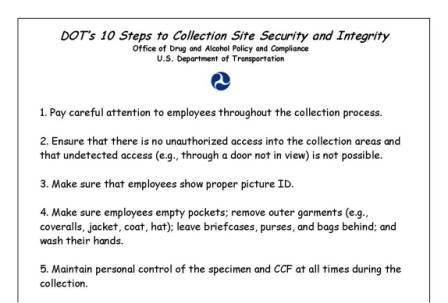 DOT's 10 Steps to Collection Site Security and Integrity
Office of Drug and Alcohol Policy and Compliance
U.S. Department of Transportation
1. Pay careful attention to employees throughout the collection process.
2. Ensure that there is no unauthorized access into the collection areas and
that undetected access (e.g., through a door not in view) is not possible.
3. Make sure that employees show proper picture ID.
4. Make sure employees empty pockets; remove outer garments (e.g.,
coveralls, jacket, coat, hat); leave briefcases, purses, and bags behind; and
wash their hands.
5. Maintain personal control of the specimen and CCF at all times during the
collection.